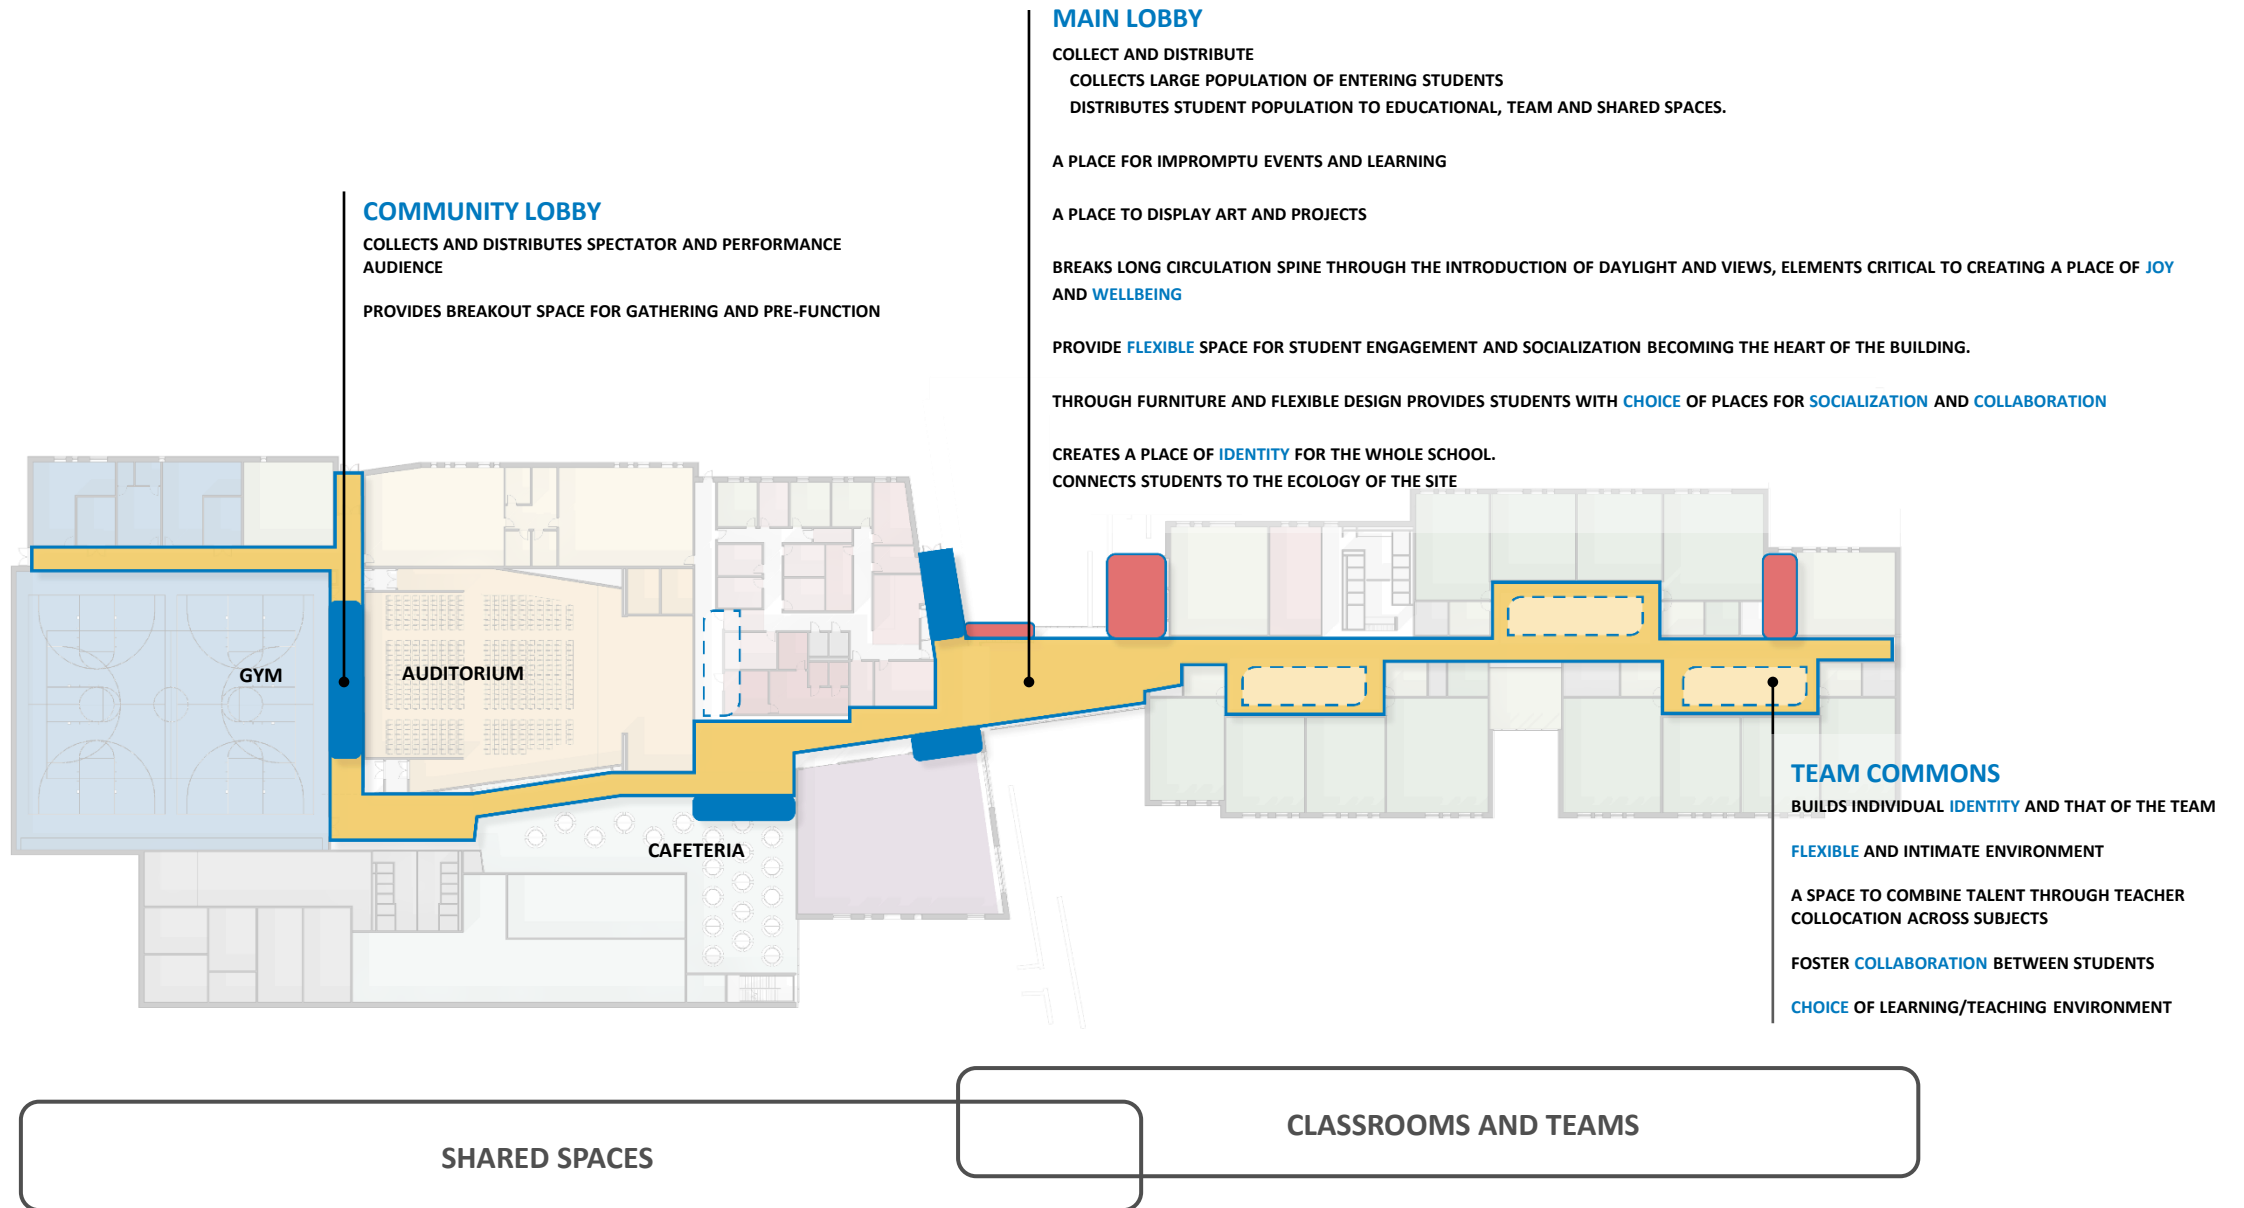 MAIN LOBBY
COLLECT AND DISTRIBUTE
COLLECTS LARGE POPULATION OF ENTERING STUDENTS
DISTRIBUTES STUDENT POPULATION TO EDUCATIONAL, TEAM AND SHARED SPACES.
A PLACE FOR IMPROMPTU EVENTS AND LEARNING
A PLACE TO DISPLAY ART AND PROJECTS
BREAKS LONG CIRCULATION SPINE THROUGH THE INTRODUCTION OF DAYLIGHT AND VIEWS, ELEMENTS CRITICAL TO CREATING A PLACE OF JOY
AND WELLBEING
PROVIDE FLEXIBLE SPACE FOR STUDENT ENGAGEMENT AND SOCIALIZATION BECOMING THE HEART OF THE BUILDING.
THROUGH FURNITURE AND FLEXIBLE DESIGN PROVIDES STUDENTS WITH CHOICE OF PLACES FOR SOCIALIZATION AND COLLABORATION
CREATES A PLACE OF IDENTITY FOR THE WHOLE SCHOOL.
CONNECTS STUDENTS TO THE ECOLOGY OF THE SITE
COMMUNITY LOBBY
COLLECTS AND DISTRIBUTES SPECTATOR AND PERFORMANCE
AUDIENCE
PROVIDES BREAKOUT SPACE FOR GATHERING AND PRE-FUNCTION
GYM
AUDITORIUM
CAFETERIA
TEAM COMMONS
BUILDS INDIVIDUAL IDENTITY AND THAT OF THE TEAM
FLEXIBLE AND INTIMATE ENVIRONMENT
A SPACE TO COMBINE TALENT THROUGH TEACHER
COLLOCATION ACROSS SUBJECTS
FOSTER COLLABORATION BETWEEN STUDENTS
CHOICE OF LEARNING/TEACHING ENVIRONMENT
CLASSROOMS AND TEAMS
SHARED SPACES